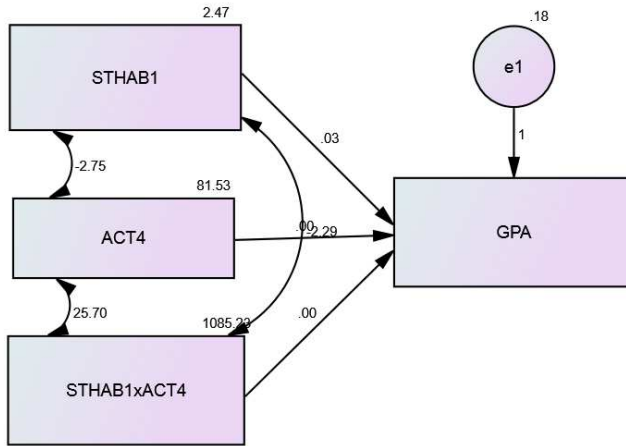 2.47
.18
STHAB1
e1
.03
1
-2.75
81.53
ACT4
.00
-2.29
GPA
25.70
1085.23
.00
STHAB1xACT4